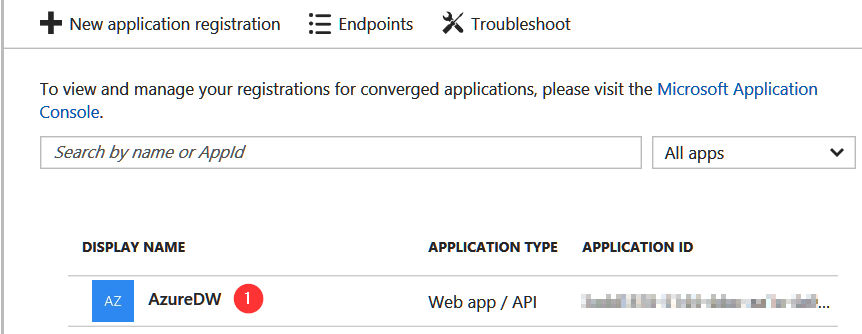 New application registration Endpoints Troubleshoot
To view and manage your registrations for converged applications, please visit the Microsoft Application
Console.
Search by name or AppId All apps
DISPLAY NAME APPLICATION TYPE APPLICATION ID
AZ AzureDW 1 Web app / API